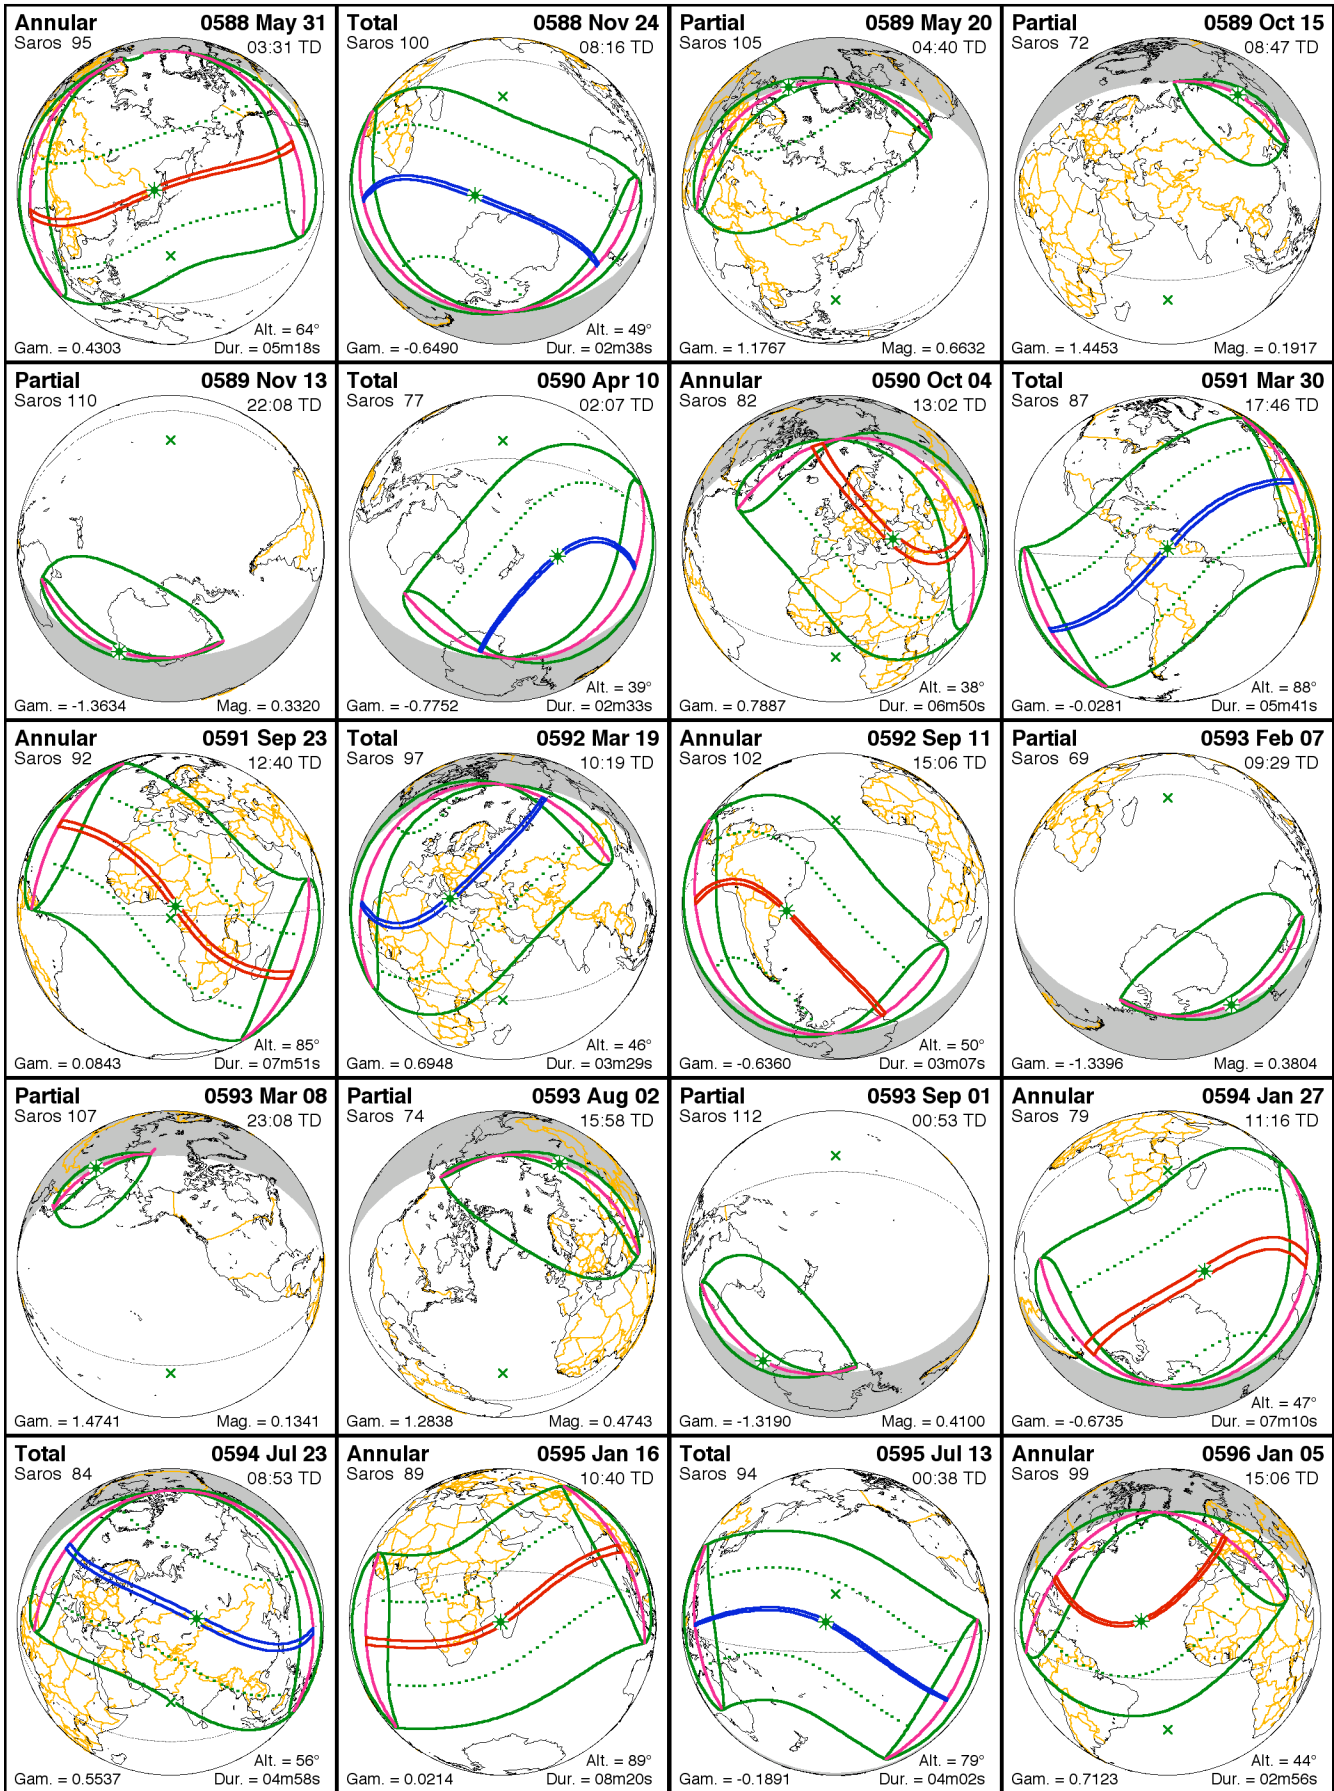 Annular 0588 May 31
Saros 95 03:31 TD
Alt. = 64°
Gam. = 0.4303 Dur. = 05m18s
Total 0588 Nov 24
Saros 100 08:16 TD
Alt. = 49°
Gam. = -0.6490 Dur. = 02m38s
Partial 0589 May 20
Saros 105 04:40 TD
Gam. = 1.1767 Mag. = 0.6632
Partial 0589 Oct 15
Saros 72 08:47 TD
Gam. = 1.4453 Mag. = 0.1917
Partial 0589 Nov 13
Saros 110 22:08 TD
Gam. = -1.3634 Mag. = 0.3320
Total 0590 Apr 10
Saros 77 02:07 TD
Alt. = 39°
Gam. = -0.7752 Dur. = 02m33s
Annular 0590 Oct 04
Saros 82 13:02 TD
Alt. = 38°
Gam. = 0.7887 Dur. = 06m50s
Total 0591 Mar 30
Saros 87 17:46 TD
Alt. = 88°
Gam. = -0.0281 Dur. = 05m41s
Annular 0591 Sep 23
Saros 92 12:40 TD
Alt. = 85°
Gam. = 0.0843 Dur. = 07m51s
Total 0592 Mar 19
Saros 97 10:19 TD
Alt. = 46°
Gam. = 0.6948 Dur. = 03m29s
Annular 0592 Sep 11
Saros 102 15:06 TD
Alt. = 50°
Gam. = -0.6360 Dur. = 03m07s
Partial 0593 Feb 07
Saros 69 09:29 TD
Gam. = -1.3396 Mag. = 0.3804
Partial 0593 Mar 08
Saros 107 23:08 TD
Gam. = 1.4741 Mag. = 0.1341
Partial 0593 Aug 02
Saros 74 15:58 TD
Gam. = 1.2838 Mag. = 0.4743
Partial 0593 Sep 01
Saros 112 00:53 TD
Gam. = -1.3190 Mag. = 0.4100
Annular 0594 Jan 27
Saros 79 11:16 TD
Alt. = 47°
Gam. = -0.6735 Dur. = 07m10s
Total 0594 Jul 23
Saros 84 08:53 TD
Alt. = 56°
Gam. = 0.5537 Dur. = 04m58s
Annular 0595 Jan 16
Saros 89 10:40 TD
Alt. = 89°
Gam. = 0.0214 Dur. = 08m20s
Total 0595 Jul 13
Saros 94 00:38 TD
Alt. = 79°
Gam. = -0.1891 Dur. = 04m02s
Annular 0596 Jan 05
Saros 99 15:06 TD
Alt. = 44°
Gam. = 0.7123 Dur. = 02m56s